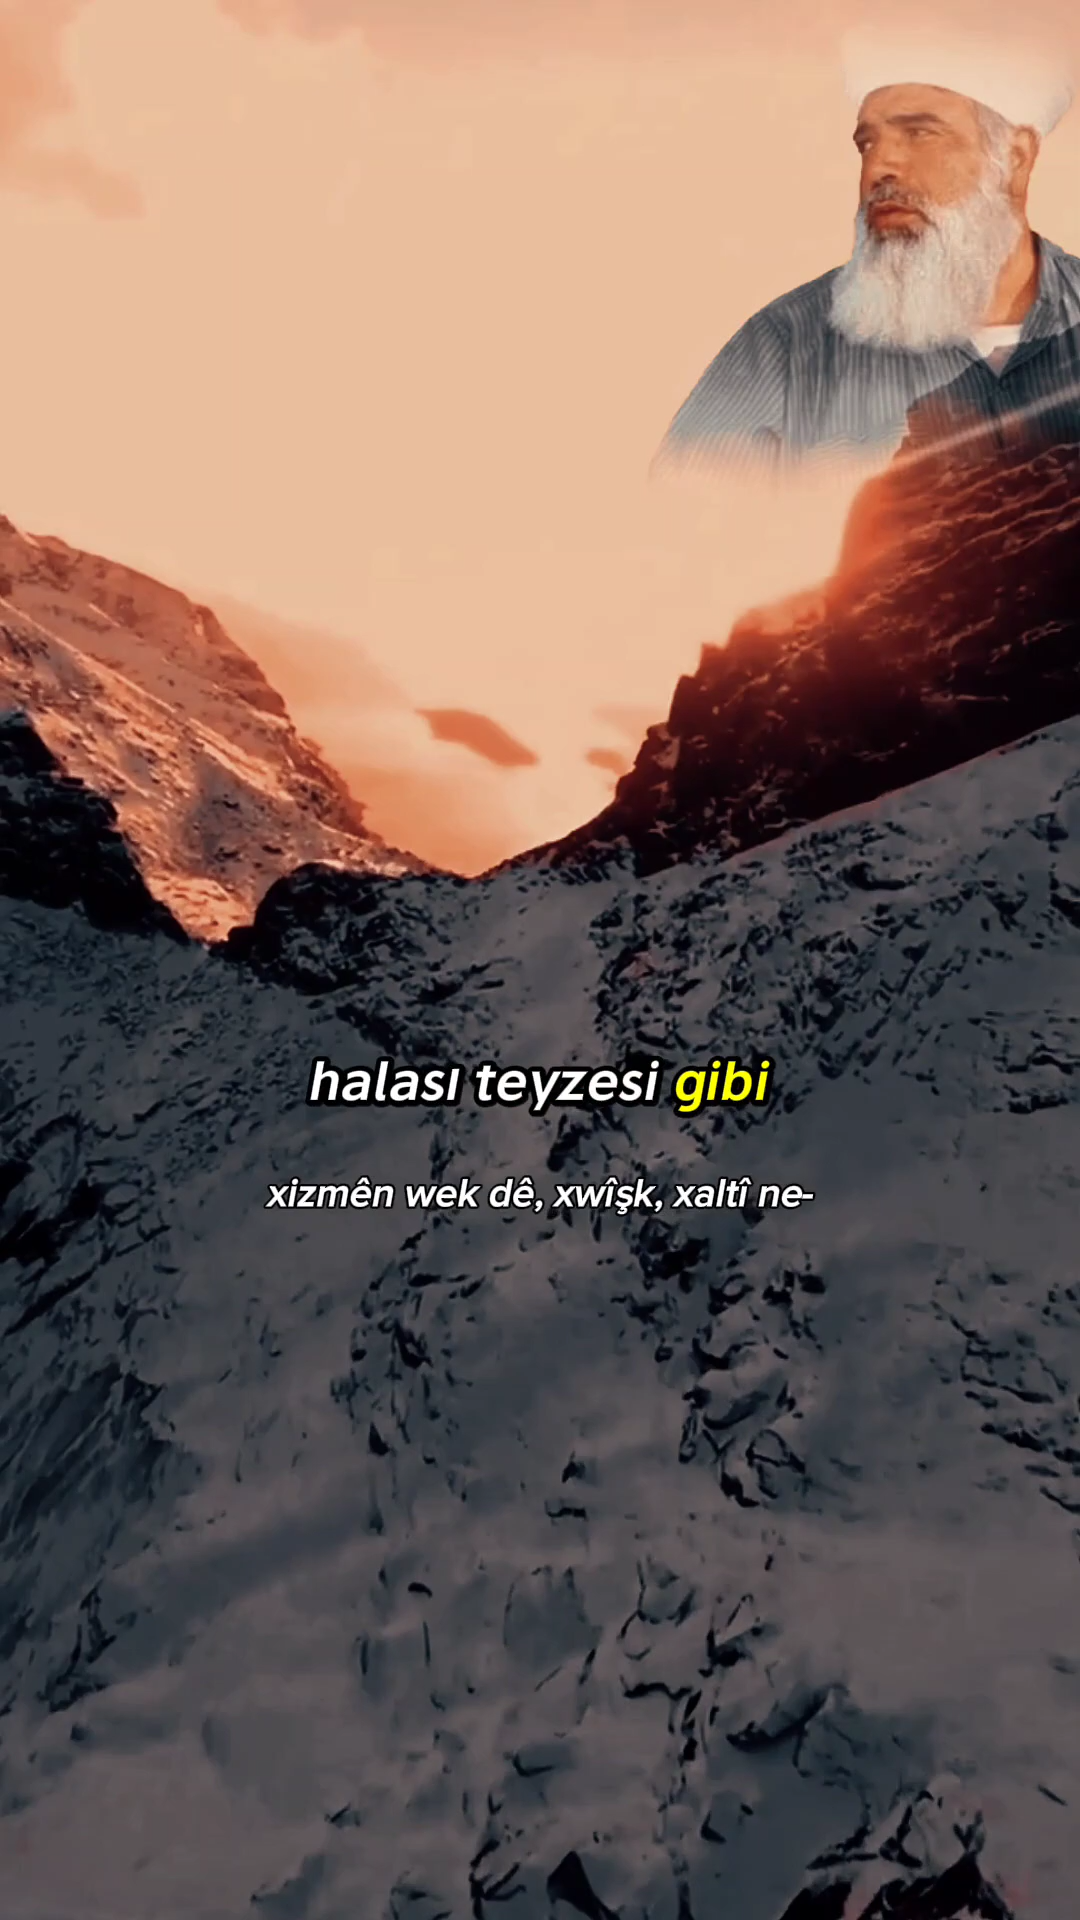 halası teyzesi gibi
xizmên wek dê, xwîşk, xaltî ne-